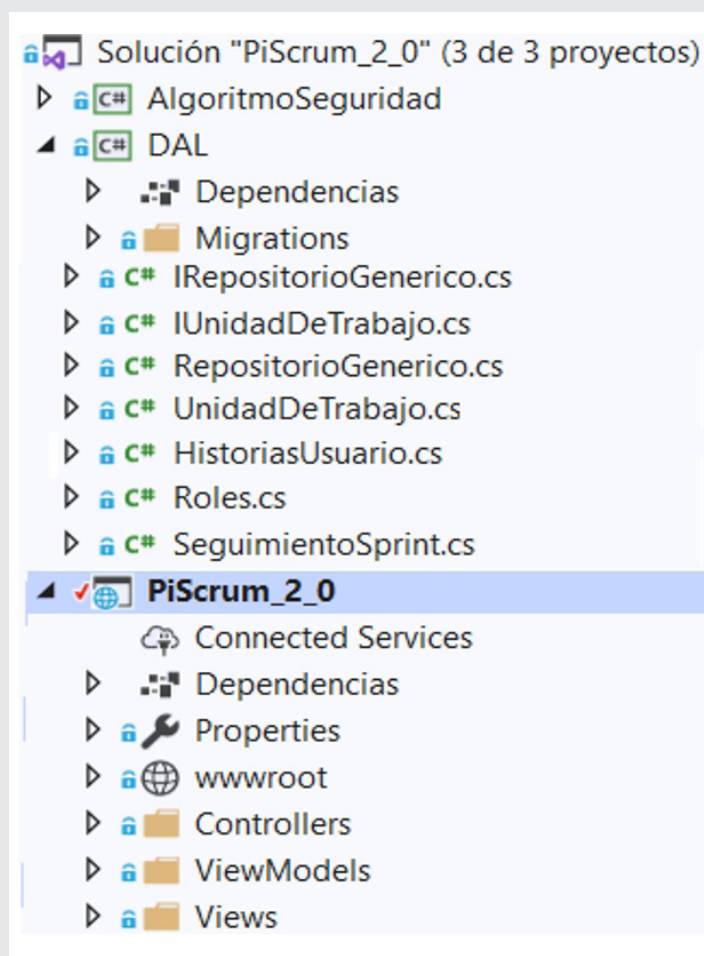 Solución "PiScrum_2_0" (3 de 3 proyectos)
C# AlgoritmoSeguridad
C# DAL
Dependencias
Migrations
C# IRepositorioGenerico.cs
C# IUnidadDeTrabajo.cs
C# RepositorioGenerico.cs
C# UnidadDeTrabajo.cs
C# HistoriasUsuario.cs
C# Roles.cs
C# SeguimientoSprint.cs
PiScrum_2_0
Connected Services
Dependencias
Properties
wwwroot
Controllers
ViewModels
Views